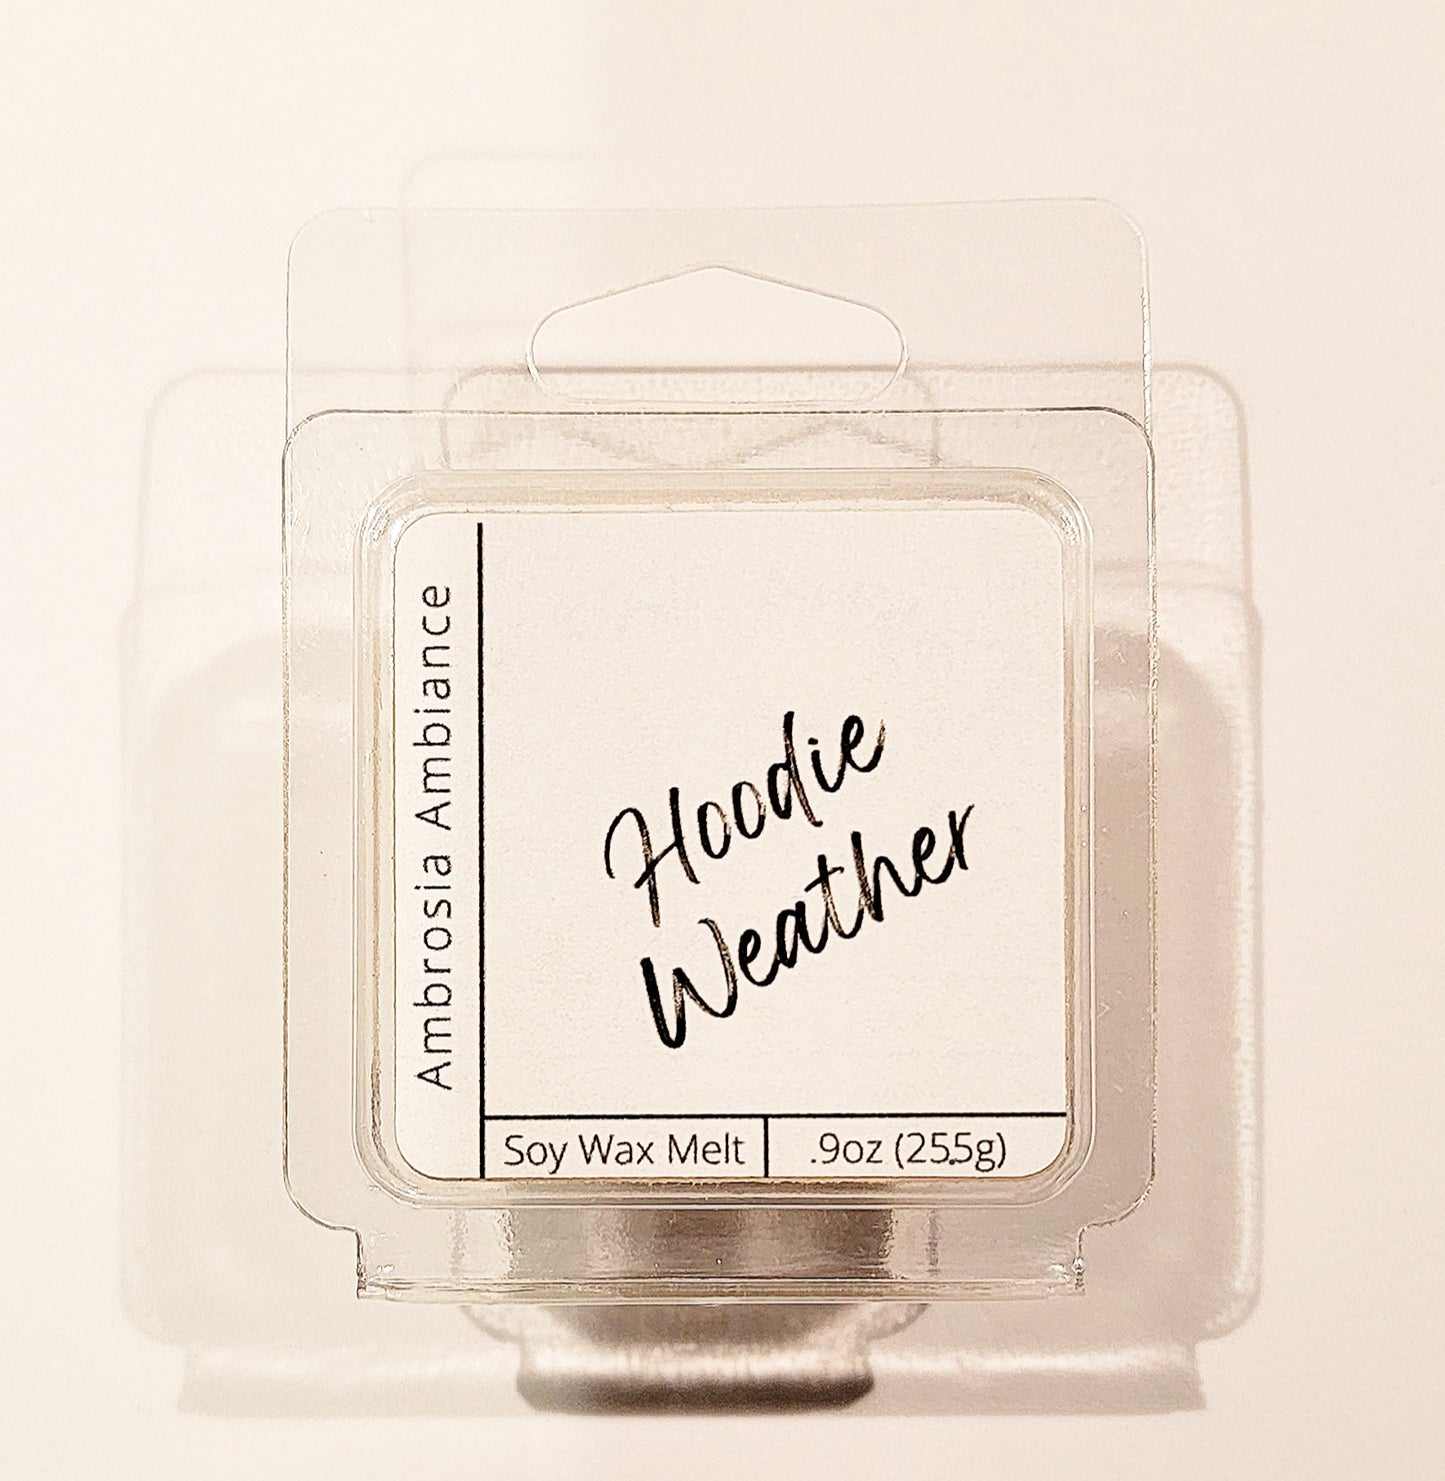 Ambrosia Ambiance
Hoodie
Weather
Soy Wax Melt
.9oz (25.5g)